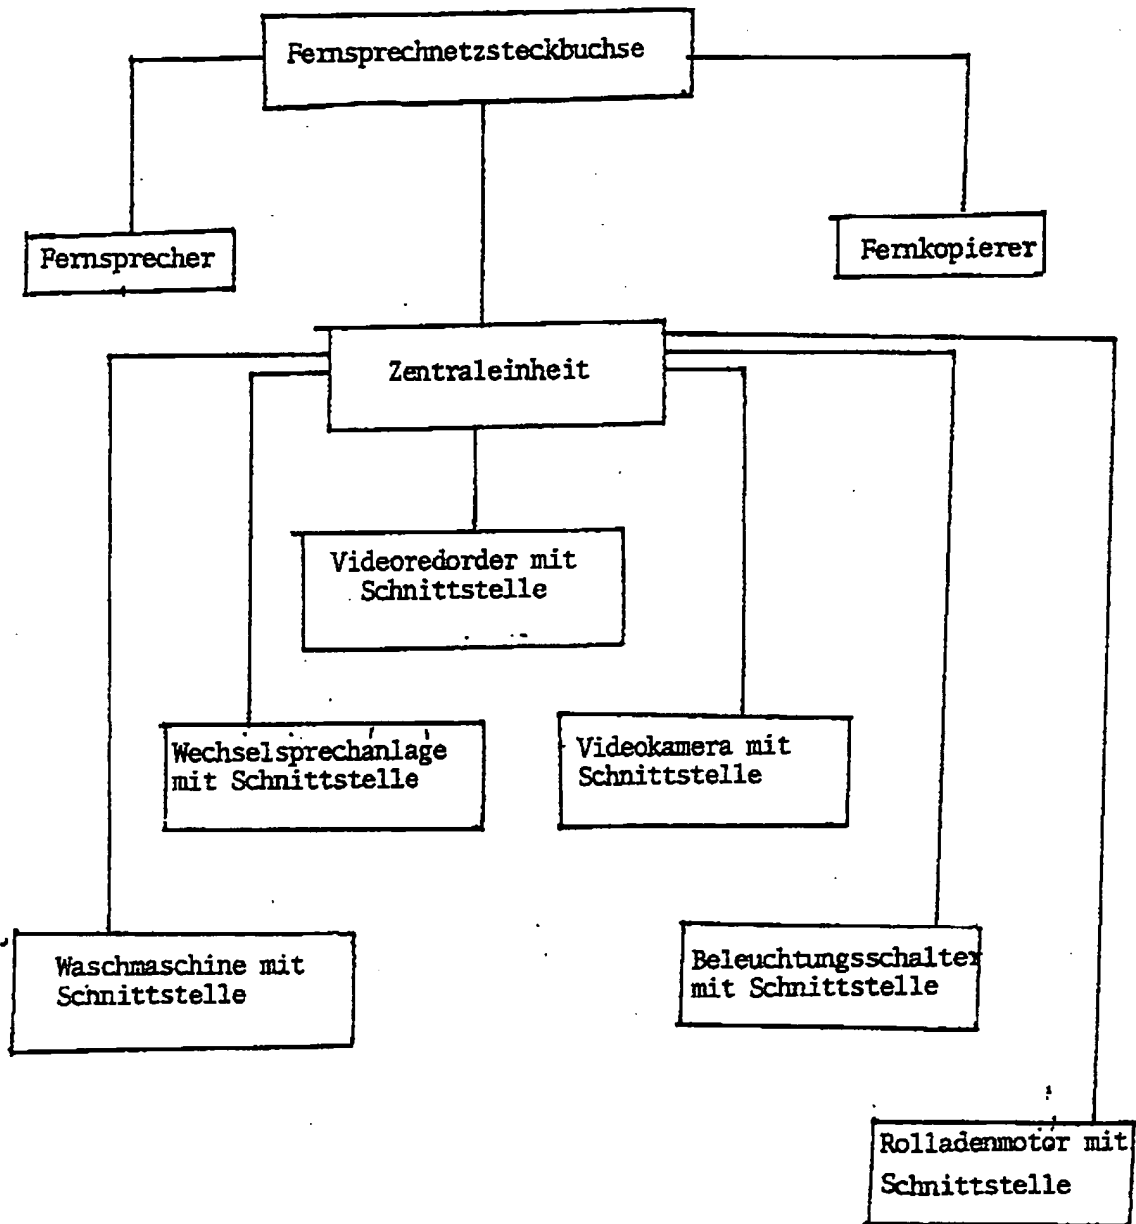 Fernsprechnetzsteckbuchse
Fernsprecher
Fernkopierer
Zentraleinheit
Videoredorder mit
Schnittstelle
Wechselsprechanlage
mit Schnittstelle
Videokamera mit
Schnittstelle
Waschmaschine mit
Schnittstelle
Beleuchtungsschalter
mit Schnittstelle
Rolladenmotor mit
Schnittstelle